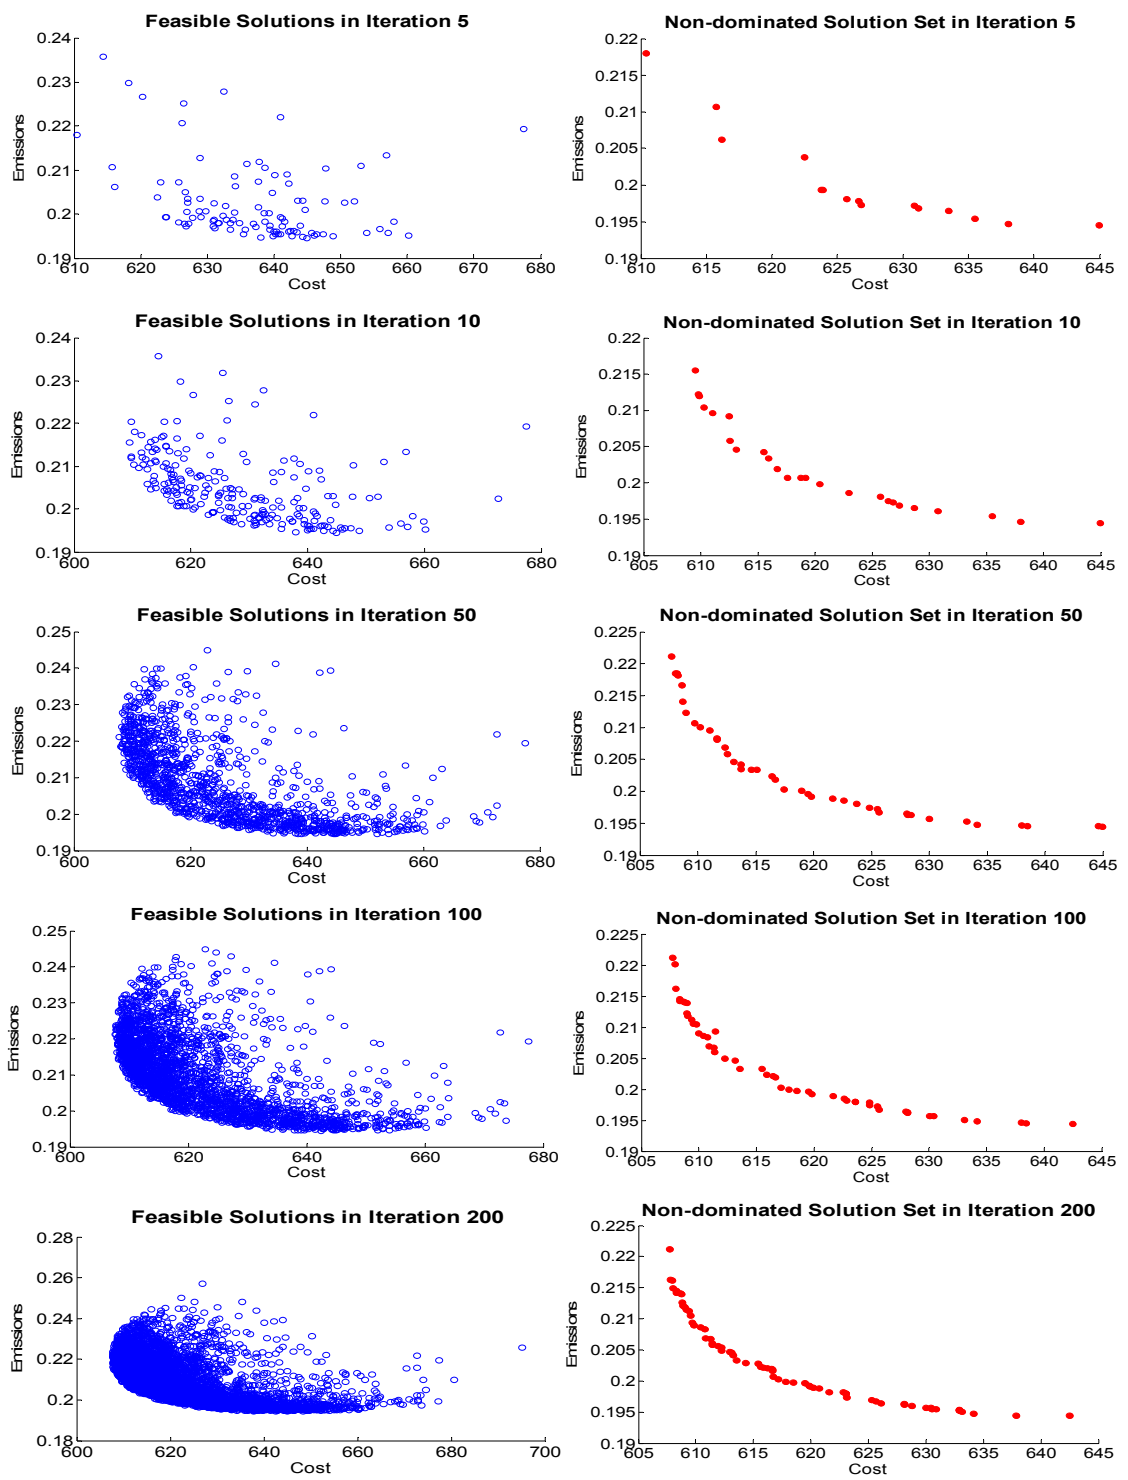 Feasible Solutions in Iteration 5
0.24
0.23
0.22
0.21
0.2
0.19
Emissions
610 620 630 640 650 660 670 680
Cost
Non-dominated Solution Set in Iteration 5
0.22
0.215
0.21
0.205
0.2
0.195
0.19
Emissions
610 615 620 625 630 635 640 645
Cost
Feasible Solutions in Iteration 10
0.24
0.23
0.22
0.21
0.2
0.19
Emissions
600 610 620 630 640 650 660 670 680
Cost
Non-dominated Solution Set in Iteration 10
0.22
0.215
0.21
0.205
0.2
0.195
0.19
Emissions
605 610 615 620 625 630 635 640 645
Cost
Feasible Solutions in Iteration 50
0.25
0.24
0.23
0.22
0.21
0.2
0.19
Emissions
600 620 640 660 680
Cost
Non-dominated Solution Set in Iteration 50
0.225
0.22
0.215
0.21
0.205
0.2
0.195
0.19
Emissions
605 610 615 620 625 630 635 640 645
Cost
Feasible Solutions in Iteration 100
0.25
0.24
0.23
0.22
0.21
0.2
0.19
Emissions
600 620 640 660 680
Cost
Non-dominated Solution Set in Iteration 100
0.225
0.22
0.215
0.21
0.205
0.2
0.195
0.19
Emissions
605 610 615 620 625 630 635 640 645
Cost
Feasible Solutions in Iteration 200
0.28
0.26
0.24
0.22
0.2
0.18
Emissions
600 620 640 660 680 700
Cost
Non-dominated Solution Set in Iteration 200
0.225
0.22
0.215
0.21
0.205
0.2
0.195
0.19
Emissions
605 610 615 620 625 630 635 640 645
Cost